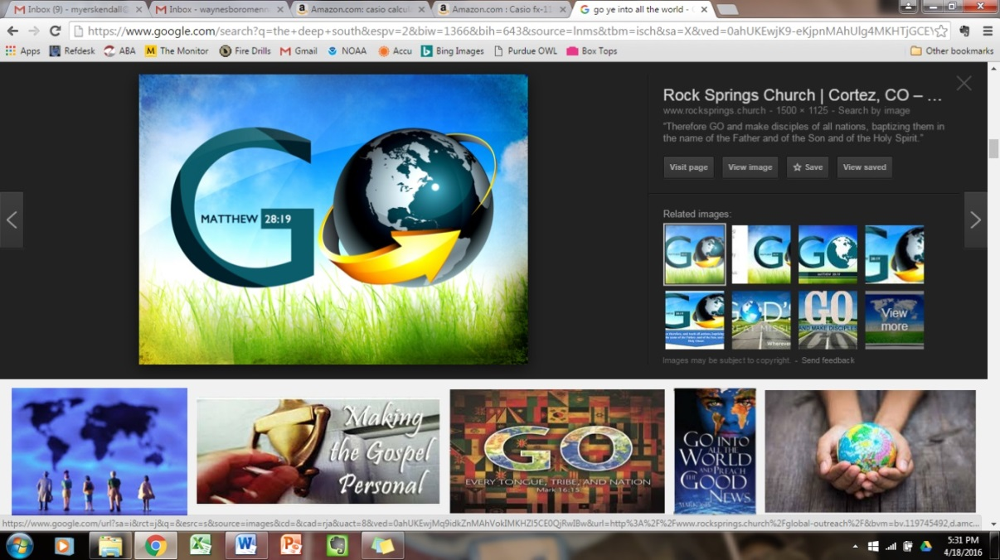 Inbox (9) - myerskendall@
Inbox - waynesboromenn
Amazon.com: casio calcul
Amazon.com : Casio fx-11
go ye into all the world - 
https://www.google.com/search?q=the+deep+south&espv=2&biw=1366&bih=643&source=lnms&tbm=isch&sa=X&ved=0ahUKEwjK9-eKjpnMAhUlg4MKHTjGCEY
Apps Refdesk ABA The Monitor Fire Drills Gmail NOAA Accu Bing Images Purdue OWL Box Tops Other bookmarks
GO
MATTHEW 28:19
Rock Springs Church | Cortez, CO – ...
www.rocksprings.church - 1500 × 1125 - Search by image
"Therefore GO and make disciples of all nations, baptizing them in
the name of the Father and of the Son and of the Holy Spirit."
Visit page View image Save View saved
Related images:
GO
MATTHEW 28:19
GOD'S
GREAT MISSI
Wherever
GO
AND MAKE DISCIPLES
View
more
Images may be subject to copyright. - Send feedback
Making
the Gospel
Personal
GO
EVERY TONGUE, TRIBE, AND NATION
Mark 16:15
GO INTO
ALL THE
WORLD
AND PREACH
THE GOOD
NEWS
https://www.google.com/url?sa=i&rct=j&q=&esrc=s&source=images&cd=&cad=rja&uact=8&ved=0ahUKEwjMq9idkZnMAhVokIMKHZI5CE0QjRwIBw&url=http%3A%2F%2Fwww.rocksprings.church%2Fglobal-outreach%2F&bvm=bv.119745492,d.amc...
5:31 PM
4/18/2016